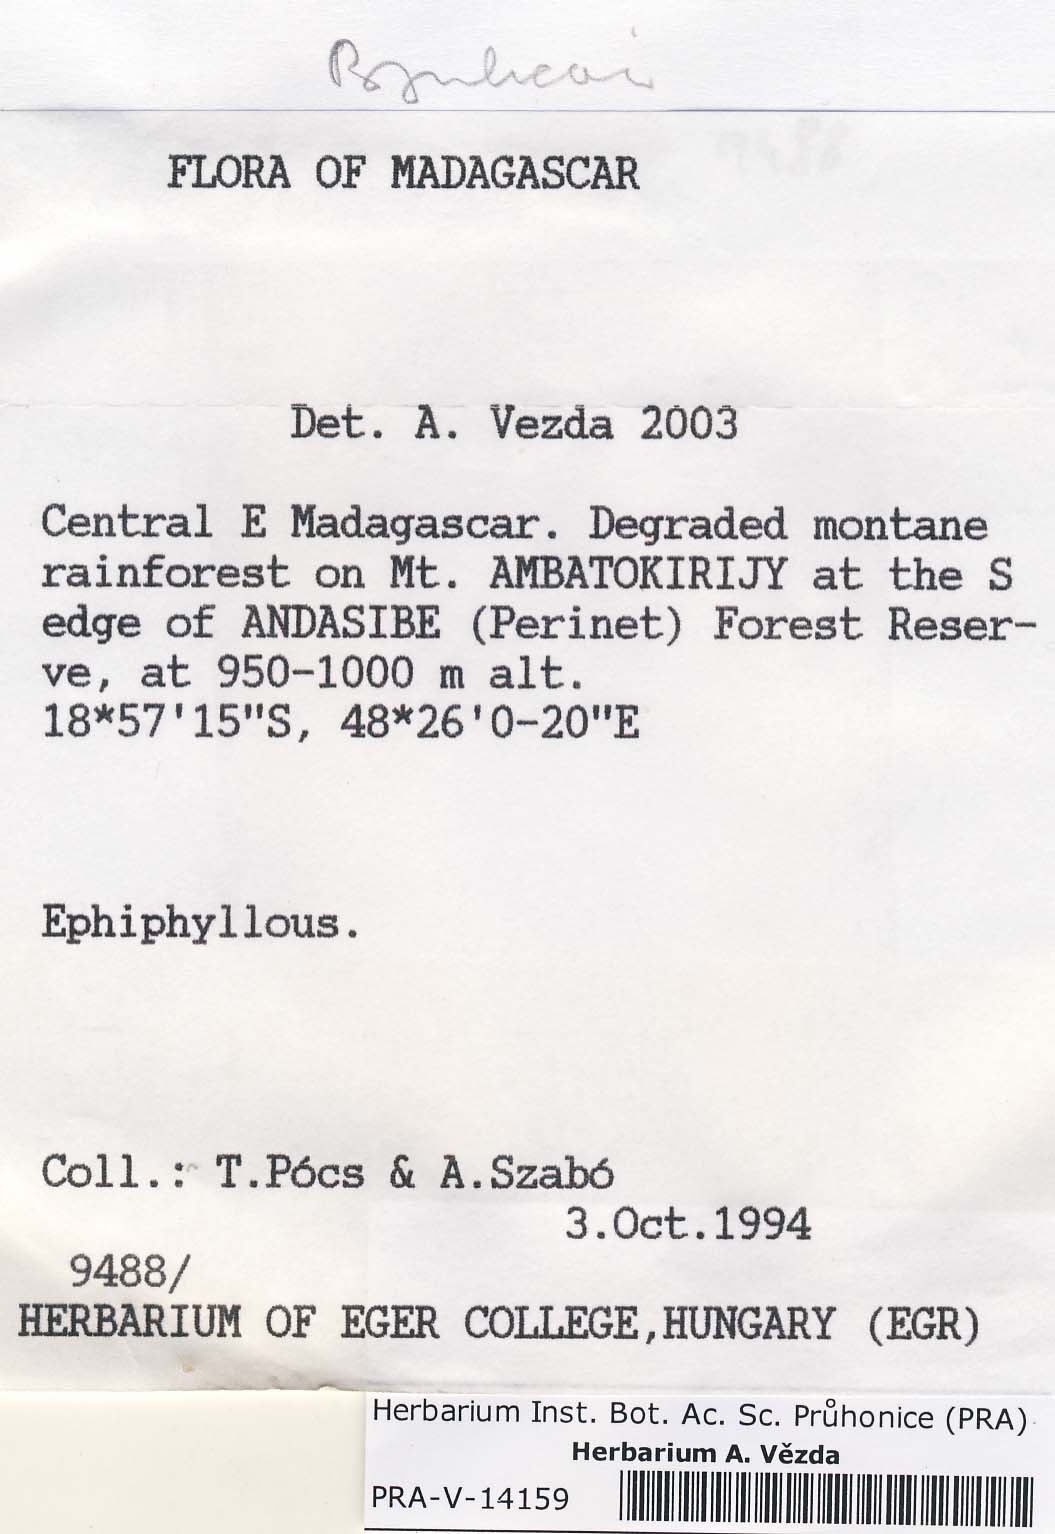 FLORA OF MADAGASCAR
Det. A. Vezda 2003
Central E Madagascar. Degraded montane
rainforest on Mt. AMBATOKIRIJY at the S
edge of ANDASIBE (Perinet) Forest Reser-
ve, at 950-1000 m alt.
18*57'15"S, 48*26'0-20"E
Ephiphyllous.
Coll.: T.Pócs & A.Szabó
3.Oct.1994
9488/
HERBARIUM OF EGER COLLEGE,HUNGARY (EGR)
Herbarium Inst. Bot. Ac. Sc. Průhonice (PRA)
Herbarium A. Vězda
PRA-V-14159